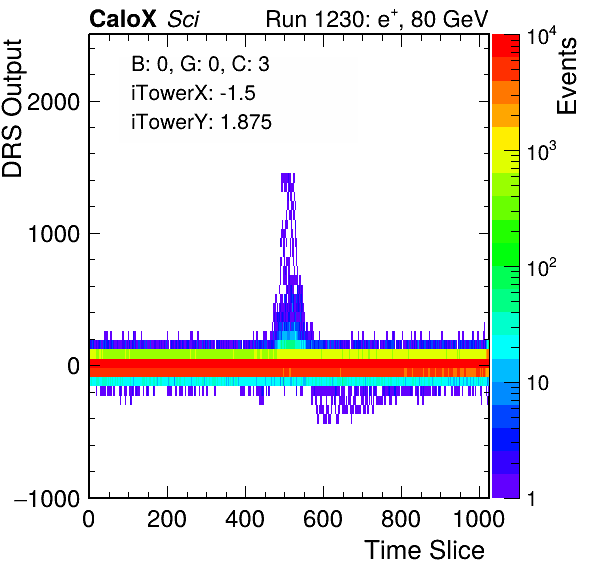 CaloX Sci Run 1230: e⁺, 80 GeV
B: 0, G: 0, C: 3
iTowerX: -1.5
iTowerY: 1.875
DRS Output
2000
1000
0
−1000
0 200 400 600 800 1000
Time Slice
Events
10⁴
10³
10²
10
1